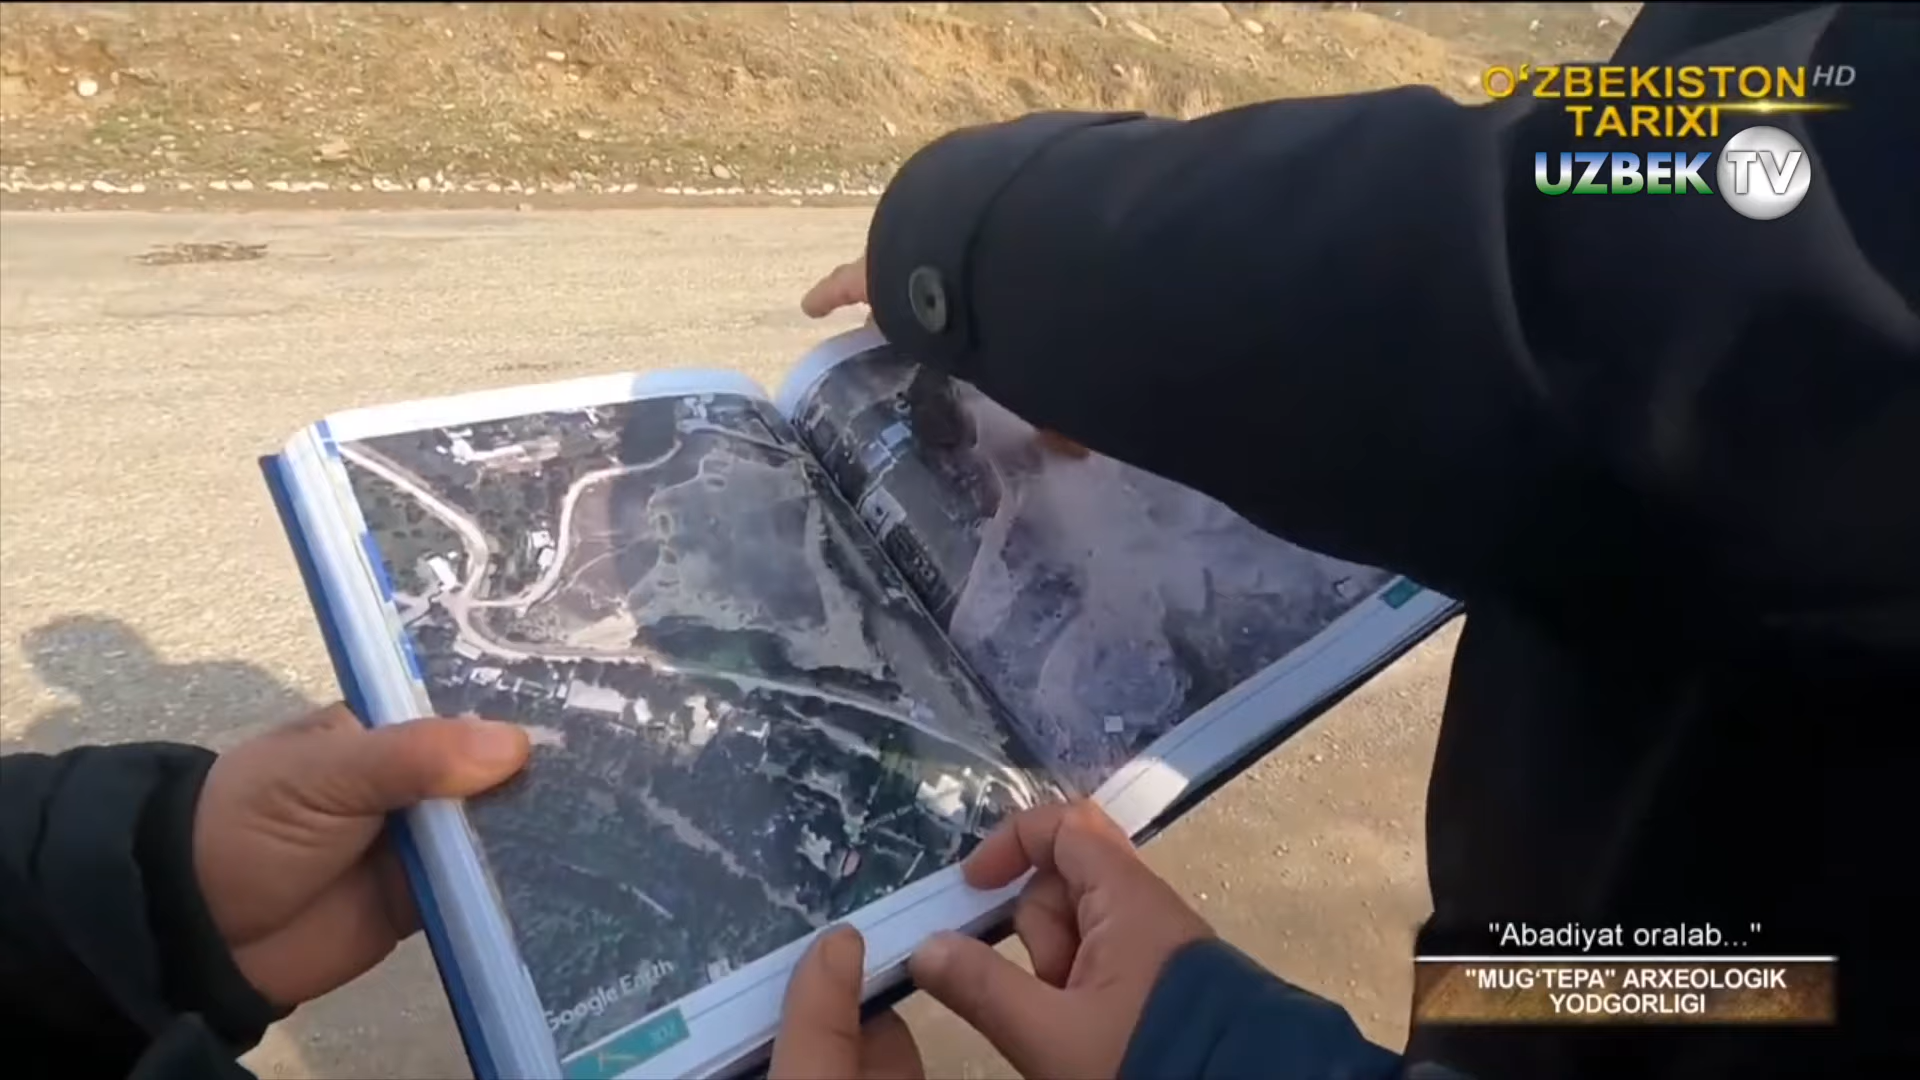 O‘ZBEKISTON HD
TARIXI
UZBEK TV
Google Earth
"Abadiyat oralab..."
"MUG‘TEPA" ARXEOLOGIK
YODGORLIGI